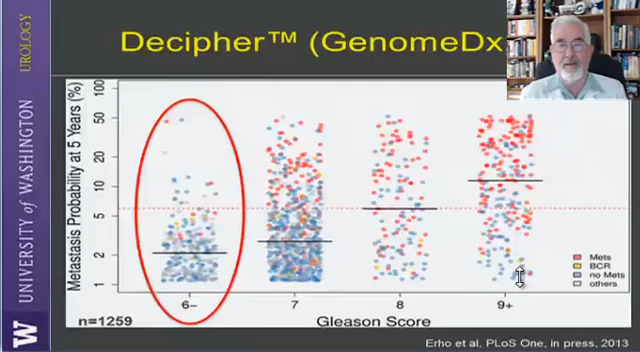 UNIVERSITY of WASHINGTON
UROLOGY
W
Decipher™ (GenomeDx
Metastasis Probability at 5 Years (%)
100
50
20
10
5
2
1
6–
7
8
9+
Mets
BCR
no Mets
others
n=1259
Gleason Score
Erho et al, PLoS One, in press, 2013